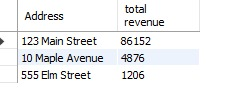 Address total revenue
123 Main Street 86152
10 Maple Avenue 4876
555 Elm Street 1206